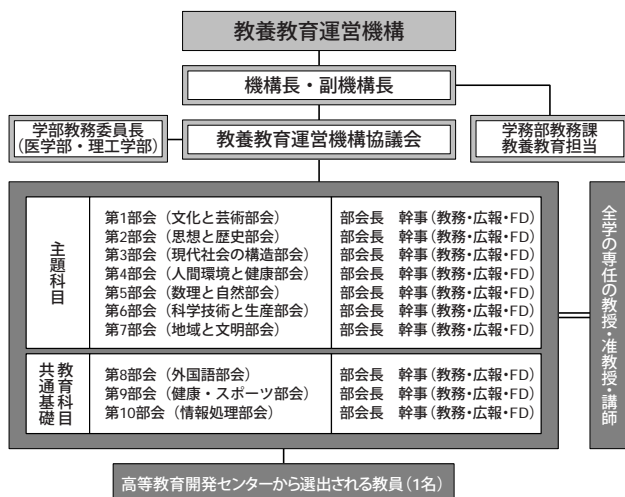 教養教育運営機構
機構長・副機構長
学部教務委員長
(医学部・理工学部)
教養教育運営機構協議会
学務部教務課
教養教育担当
主題科目
第1部会（文化と芸術部会） 部会長 幹事(教務・広報・FD)
第2部会（思想と歴史部会） 部会長 幹事(教務・広報・FD)
第3部会（現代社会の構造部会） 部会長 幹事(教務・広報・FD)
第4部会（人間環境と健康部会） 部会長 幹事(教務・広報・FD)
第5部会（数理と自然部会） 部会長 幹事(教務・広報・FD)
第6部会（科学技術と生産部会） 部会長 幹事(教務・広報・FD)
第7部会（地域と文明部会） 部会長 幹事(教務・広報・FD)
共通基礎
教育科目
第8部会（外国語部会） 部会長 幹事(教務・広報・FD)
第9部会（健康・スポーツ部会） 部会長 幹事(教務・広報・FD)
第10部会（情報処理部会） 部会長 幹事(教務・広報・FD)
全学の専任の教授・准教授・講師
高等教育開発センターから選出される教員(1名)